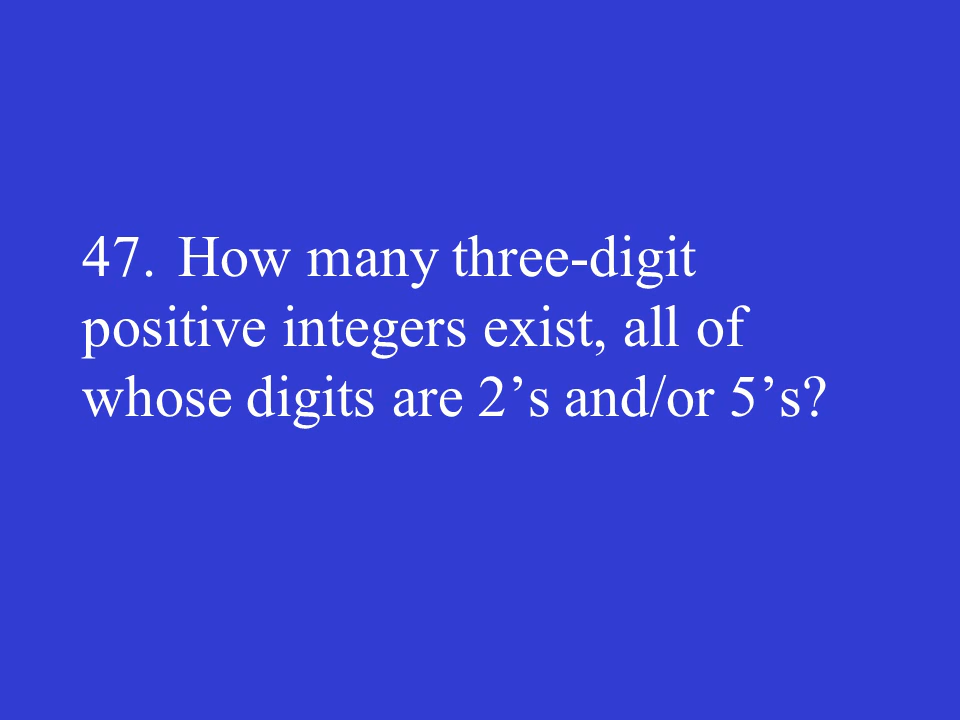 47. How many three-digit
positive integers exist, all of
whose digits are 2’s and/or 5’s?